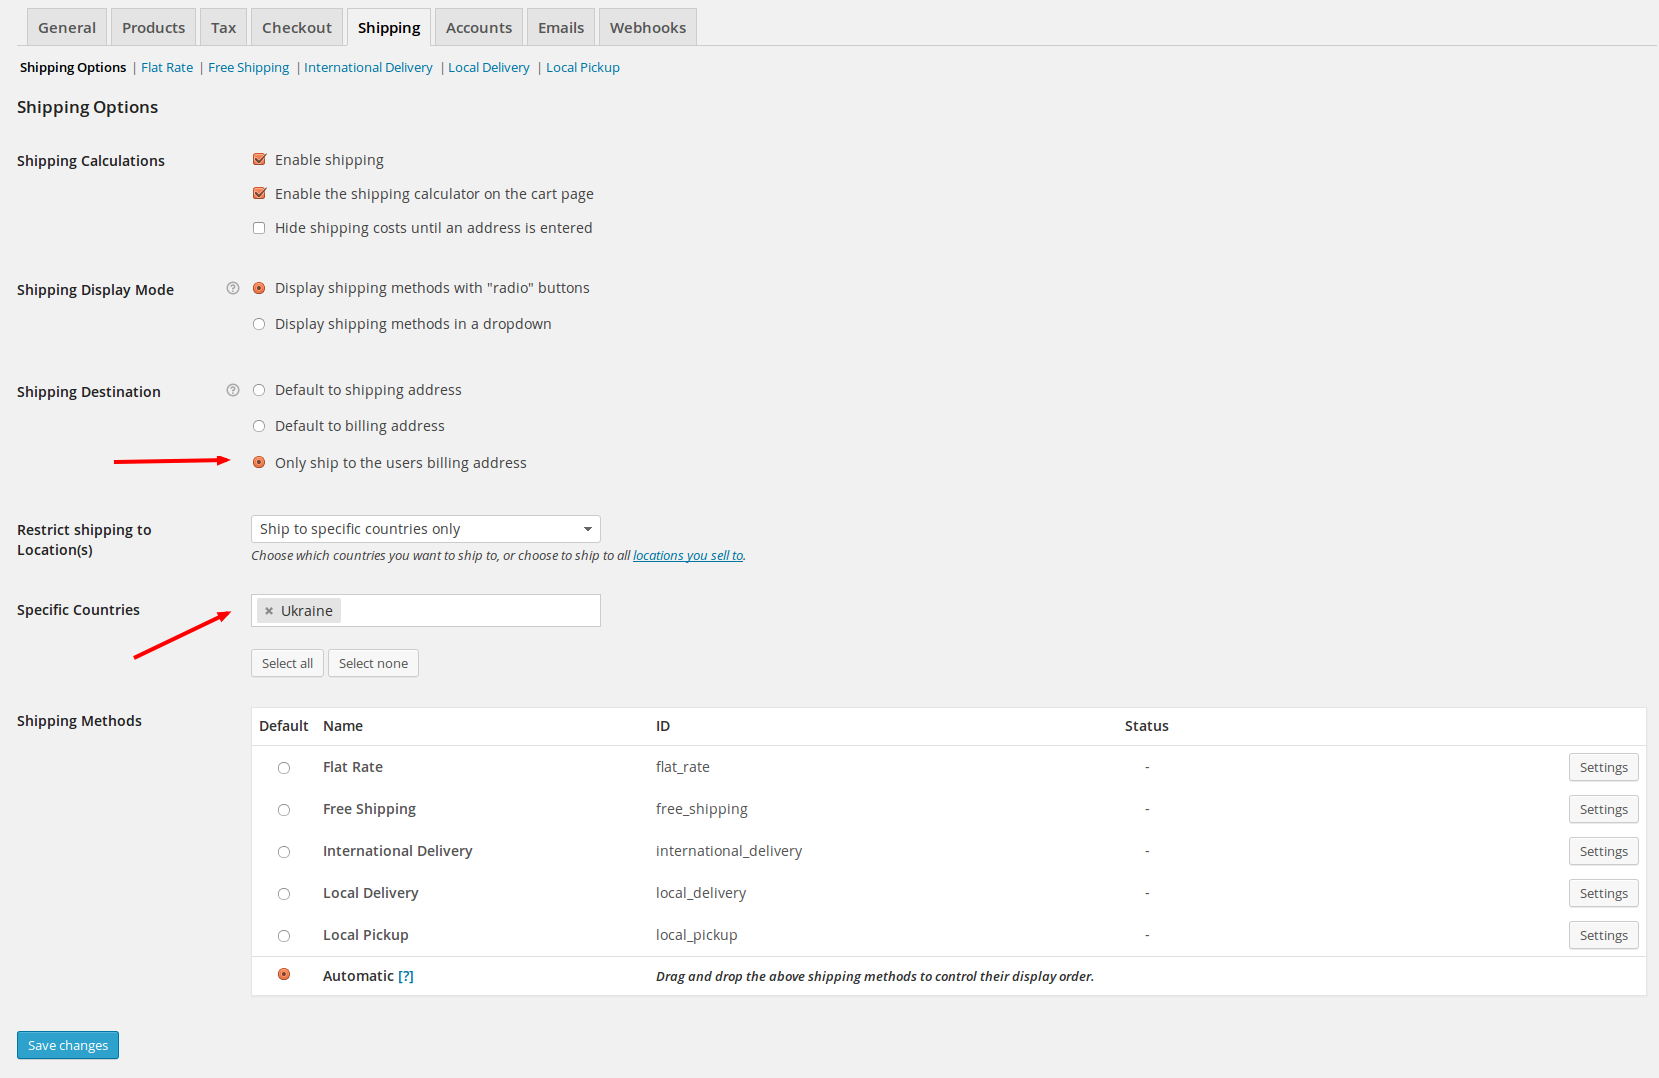 General Products Tax Checkout Shipping Accounts Emails Webhooks
Shipping Options | Flat Rate | Free Shipping | International Delivery | Local Delivery | Local Pickup
Shipping Options
Shipping Calculations
Enable shipping
Enable the shipping calculator on the cart page
Hide shipping costs until an address is entered
Shipping Display Mode ? Display shipping methods with "radio" buttons
Display shipping methods in a dropdown
Shipping Destination ? Default to shipping address
Default to billing address
Only ship to the users billing address
Restrict shipping to
Location(s)
Ship to specific countries only
Choose which countries you want to ship to, or choose to ship to all locations you sell to.
Specific Countries × Ukraine
Select all Select none
Shipping Methods
Default Name ID Status
Flat Rate flat_rate - Settings
Free Shipping free_shipping - Settings
International Delivery international_delivery - Settings
Local Delivery local_delivery - Settings
Local Pickup local_pickup - Settings
Automatic [?] Drag and drop the above shipping methods to control their display order.
Save changes